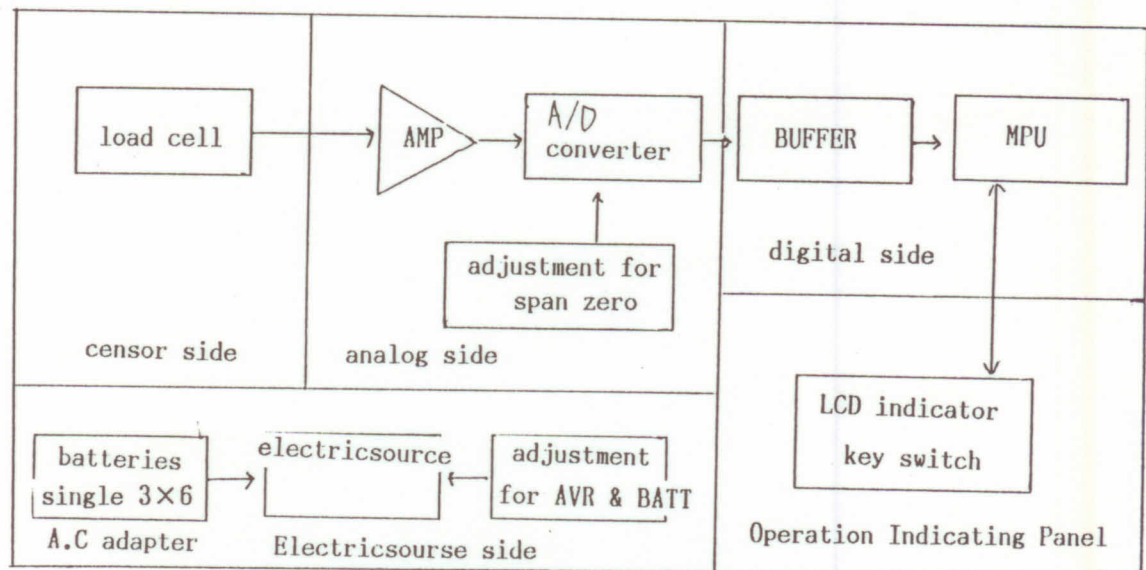 load cell
AMP
A/D
converter
BUFFER
MPU
adjustment for
span zero
digital side
censor side
analog side
LCD indicator
key switch
batteries
single 3×6
electricsource
adjustment
for AVR & BATT
A.C adapter
Electricsourse side
Operation Indicating Panel